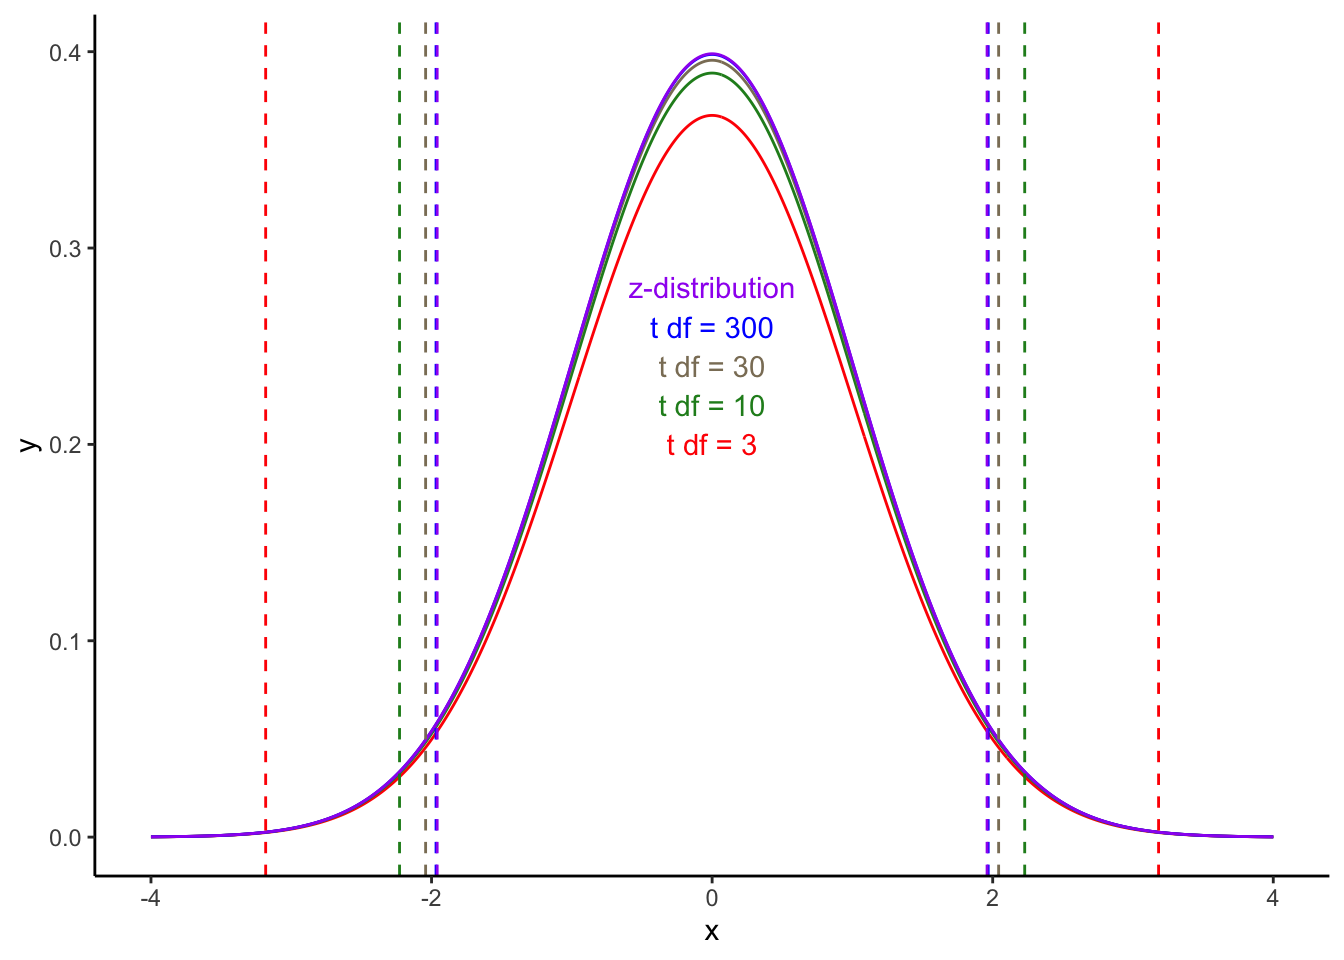 0.4
0.3
0.2
0.1
0.0
y
z-distribution
t df = 300
t df = 30
t df = 10
t df = 3
-4 -2 0 2 4
x